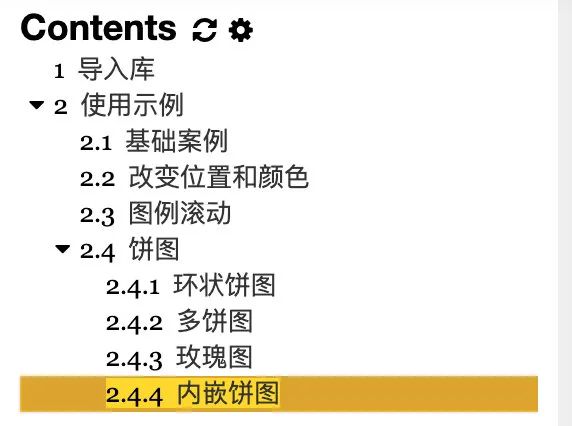 Contents
1 导入库
2 使用示例
2.1 基础案例
2.2 改变位置和颜色
2.3 图例滚动
2.4 饼图
2.4.1 环状饼图
2.4.2 多饼图
2.4.3 玫瑰图
2.4.4 内嵌饼图